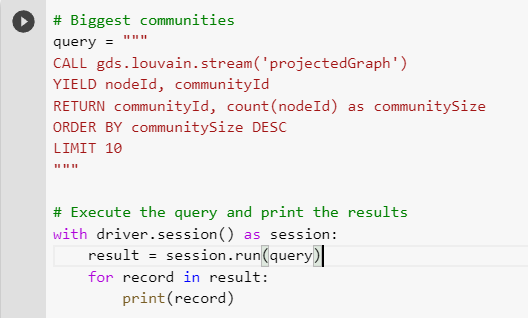 # Biggest communities
query = """
CALL gds.louvain.stream('projectedGraph')
YIELD nodeId, communityId
RETURN communityId, count(nodeId) as communitySize
ORDER BY communitySize DESC
LIMIT 10
"""
# Execute the query and print the results
with driver.session() as session:
    result = session.run(query)
    for record in result:
        print(record)